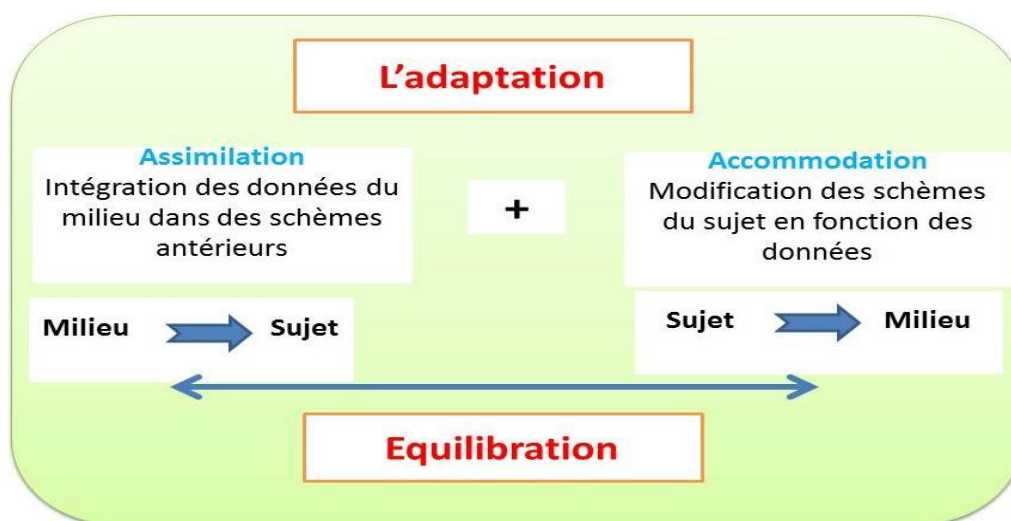 L’adaptation
Assimilation
Intégration des données du
milieu dans des schèmes
antérieurs
+
Accommodation
Modification des schèmes
du sujet en fonction des
données
Milieu Sujet
Sujet Milieu
Equilibration